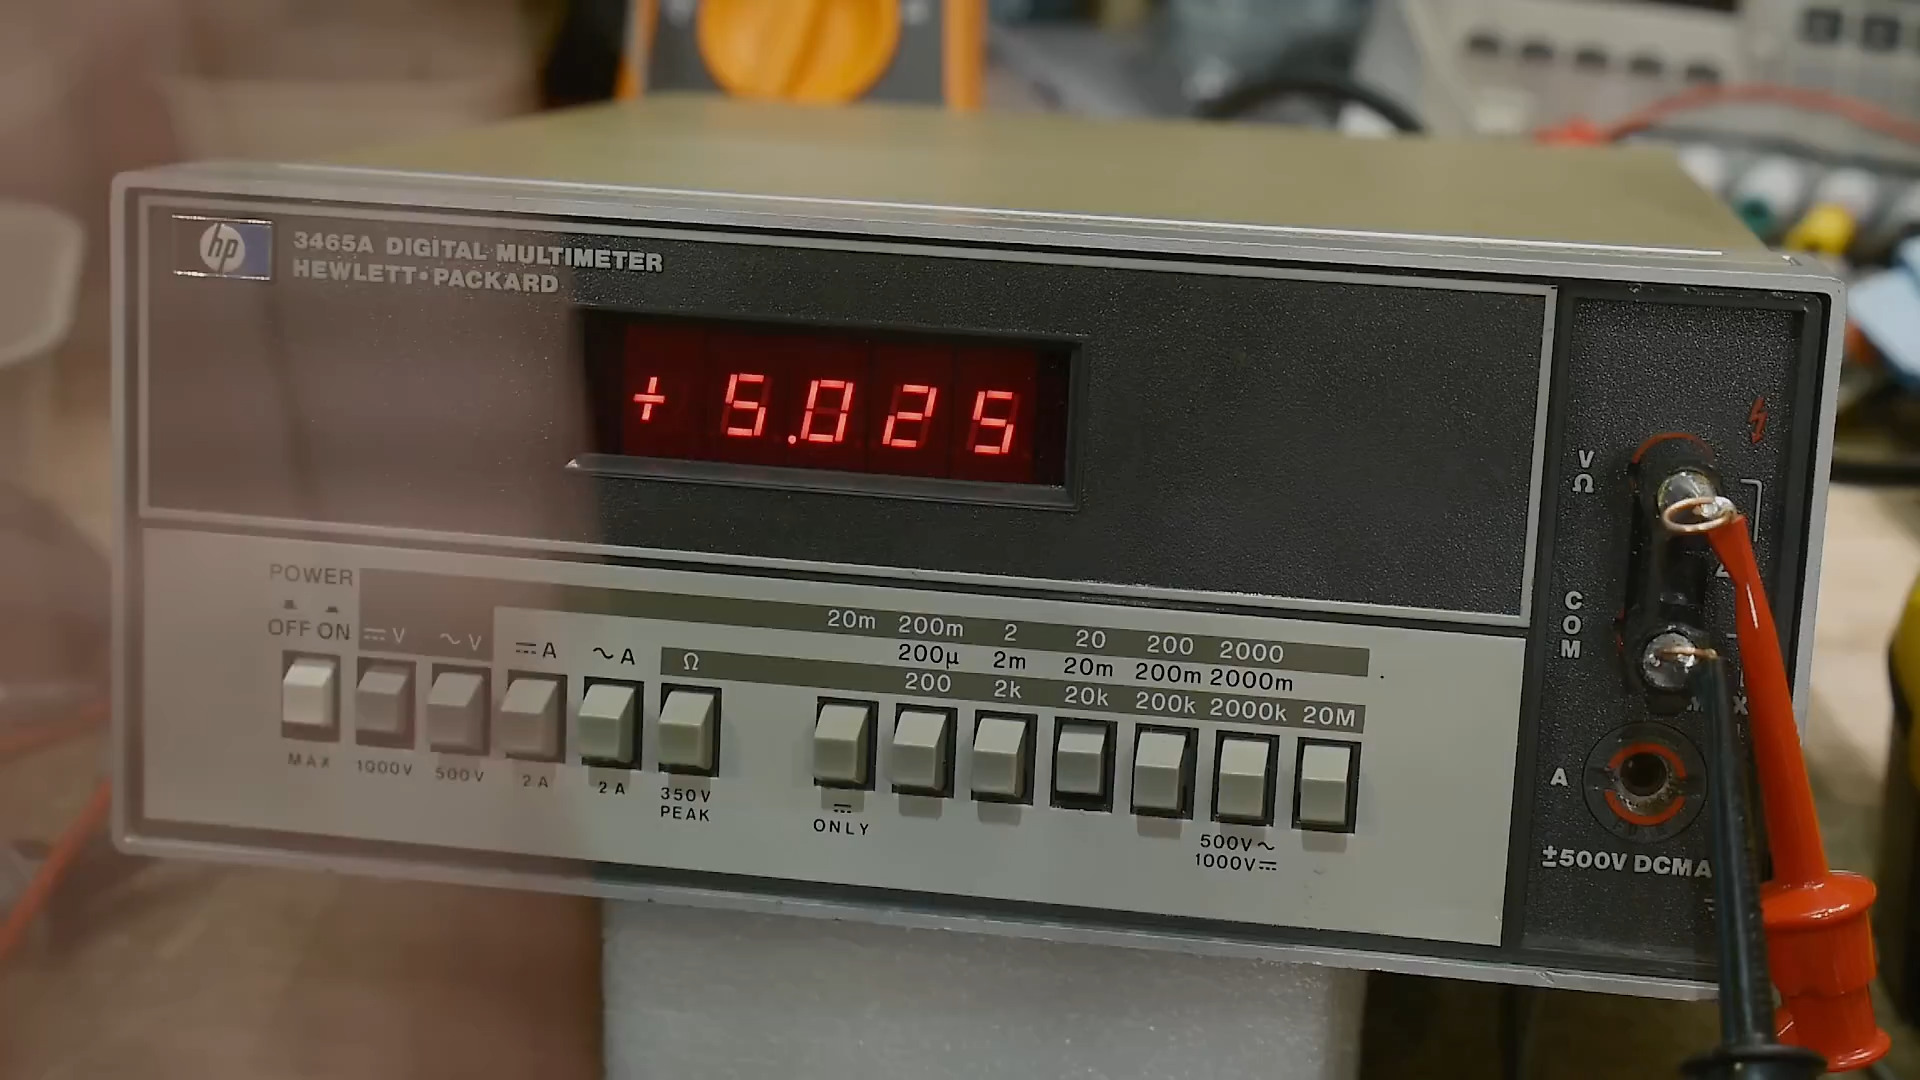 hp
3465A DIGITAL MULTIMETER
HEWLETT•PACKARD
+5.025
POWER
OFF ON
⎓V
~V
⎓A
~A
Ω
20m 200m 2 20 200 2000
200µ 2m 20m 200m 2000m
200 2k 20k 200k 2000k 20M
MAX
1000V
500V
2A
2A
350V
PEAK
⎓
ONLY
500V~
1000V⎓
V
Ω
COM
A
±500V DCMA